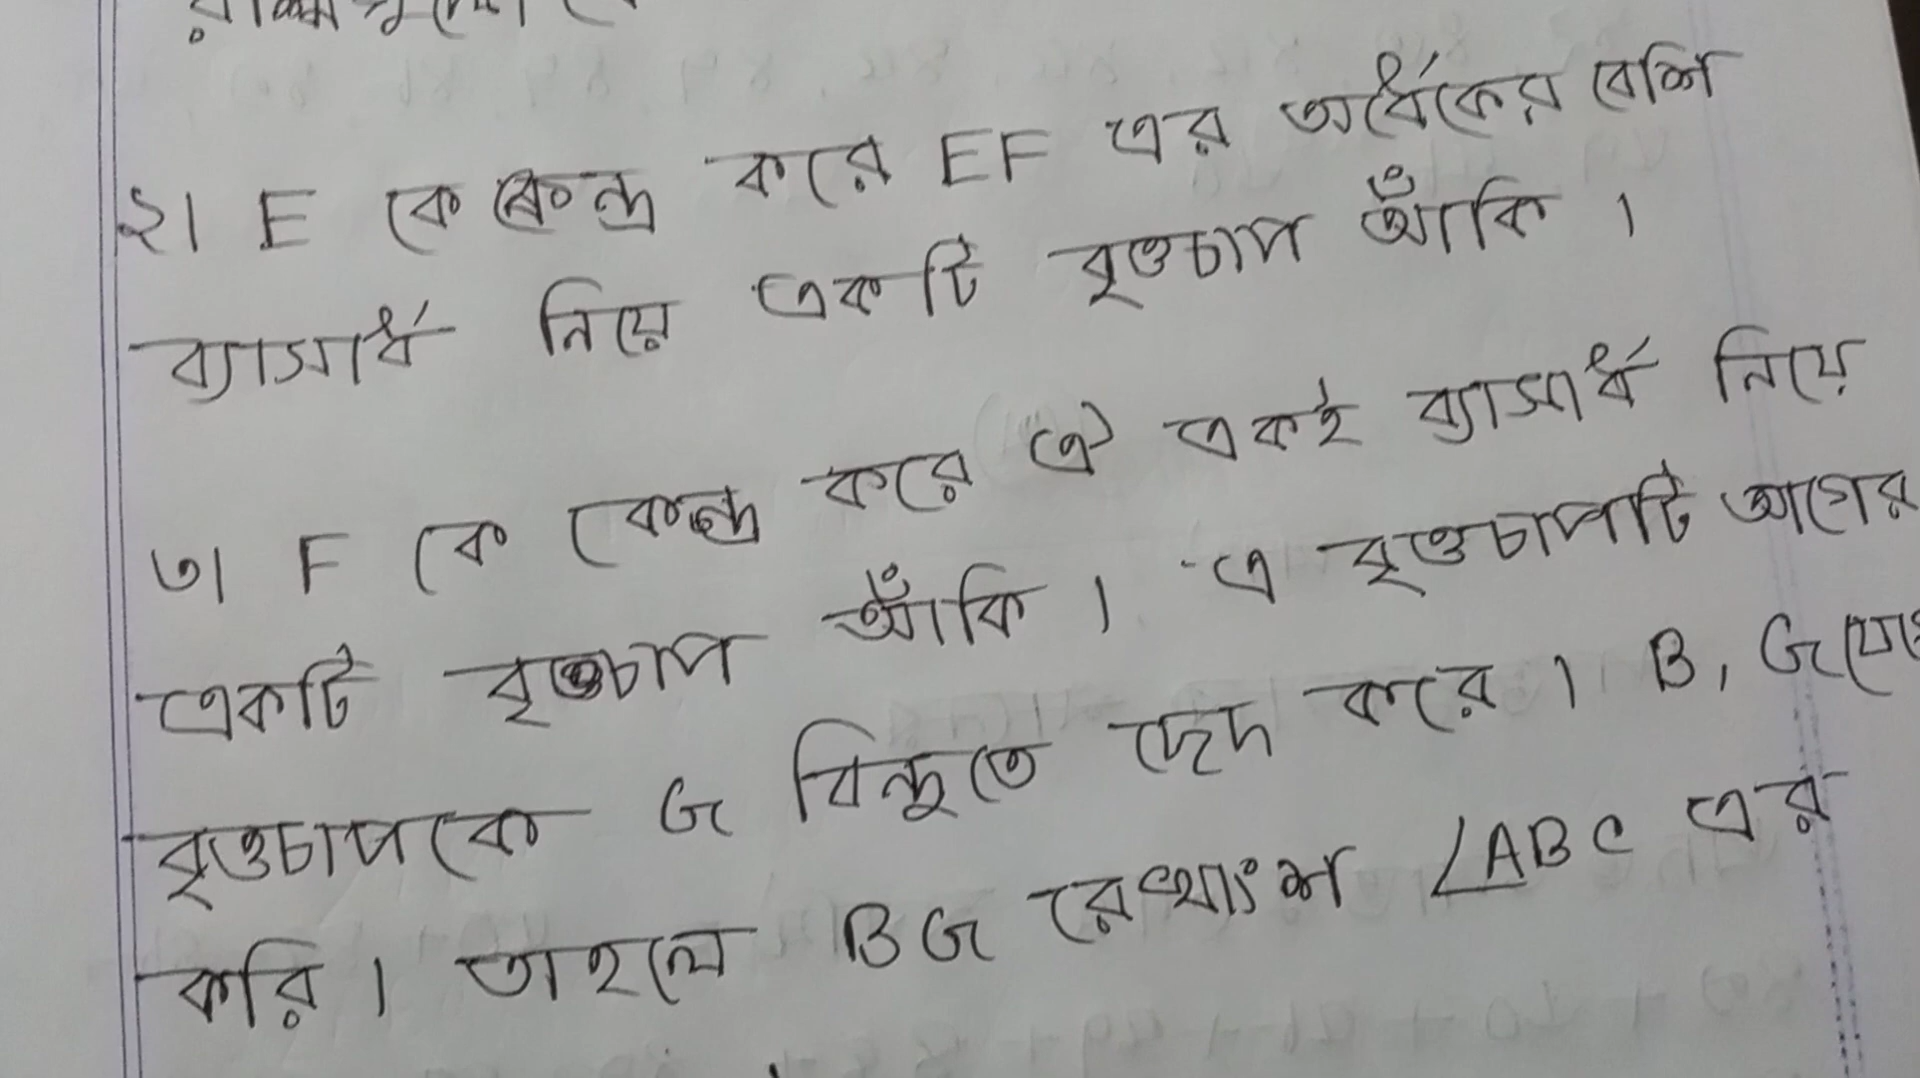 ২। E কে কেন্দ্র করে EF এর অর্ধেকের বেশি
ব্যাসার্ধ নিয়ে একটি বৃত্তচাপ আঁকি।
৩। F কে কেন্দ্র করে ঐ একই ব্যাসার্ধ নিয়ে
একটি বৃত্তচাপ আঁকি। এ বৃত্তচাপটি আগের
বৃত্তচাপকে G বিন্দুতে ছেদ করে। B, G
করি। তাহলে BG রেখাংশ ∠ABC এর